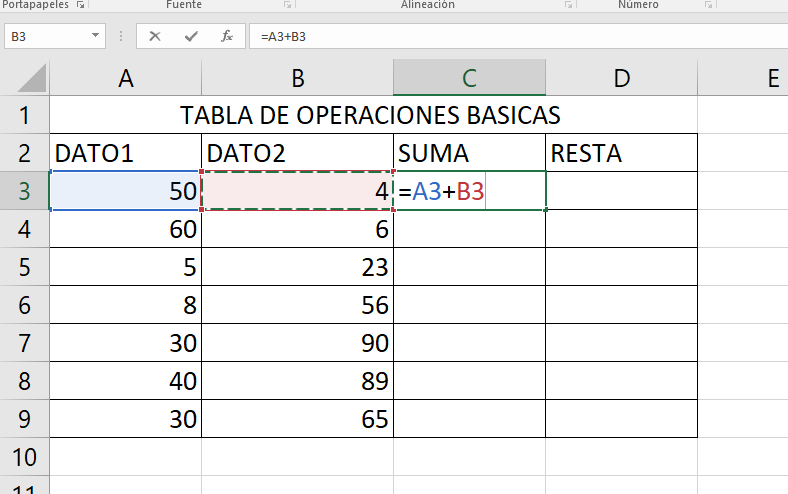 Portapapeles Fuente Alineación Número
B3 fx =A3+B3
A B C D E
1 TABLA DE OPERACIONES BASICAS
2 DATO1 DATO2 SUMA RESTA
3 50 4 =A3+B3
4 60 6
5 5 23
6 8 56
7 30 90
8 40 89
9 30 65
10
11